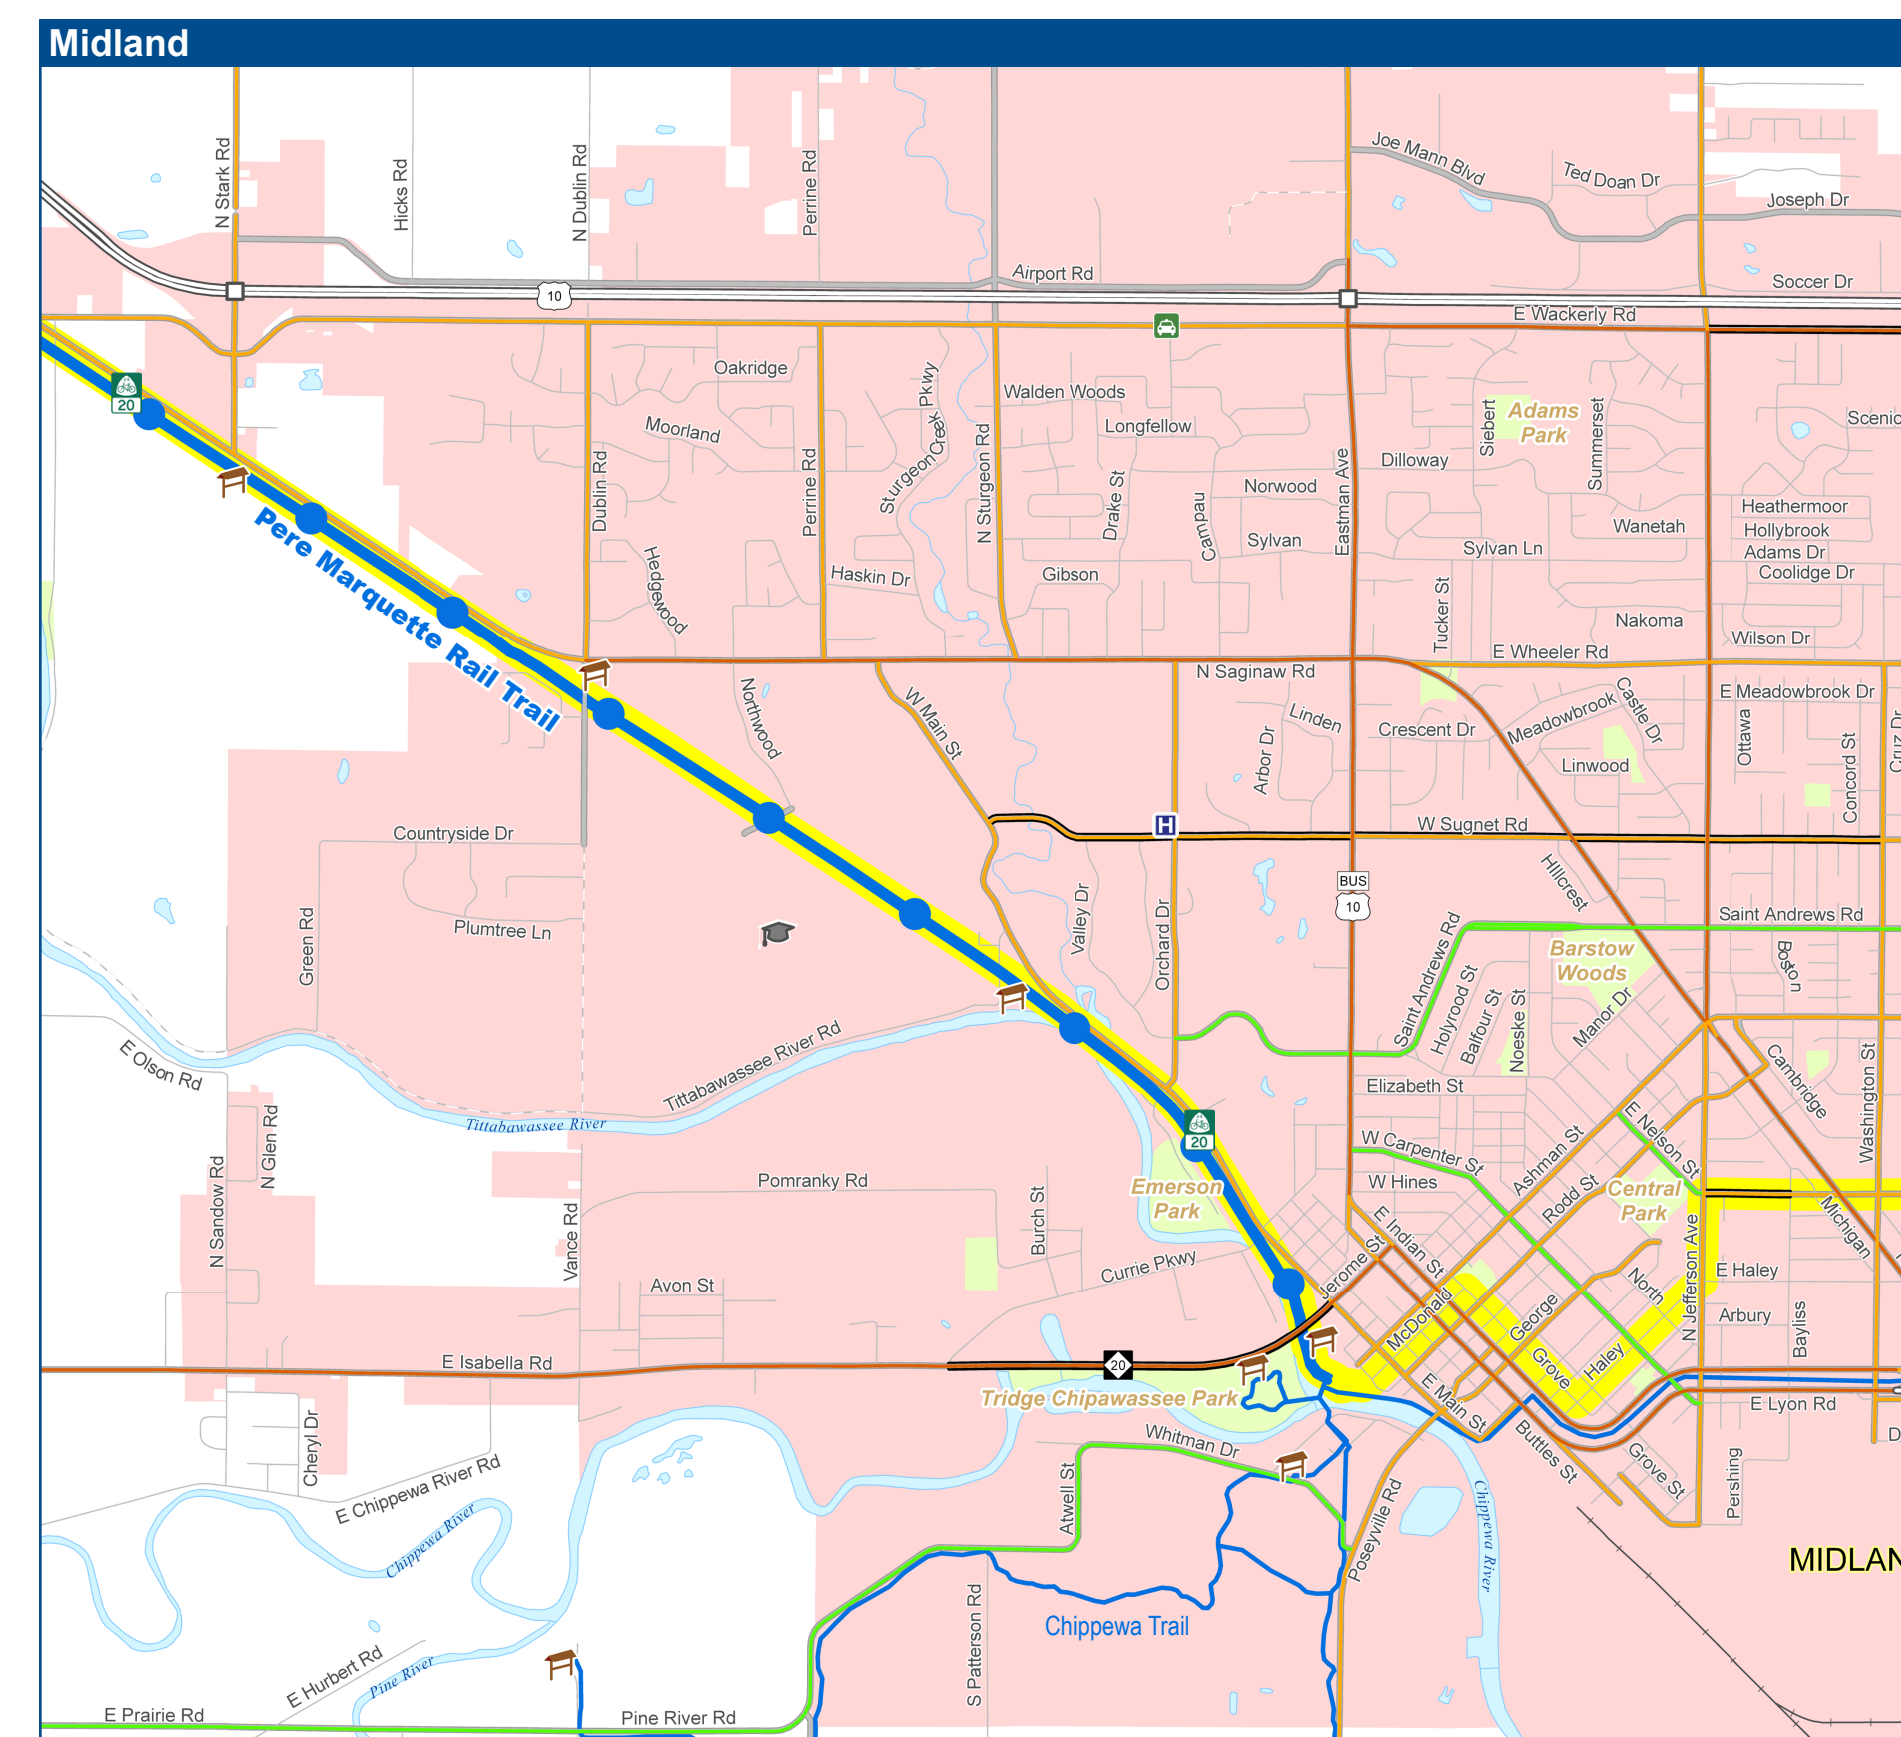 Midland
N Stark Rd
Hicks Rd
N Dublin Rd
Perrine Rd
Joe Mann Blvd
Ted Doan Dr
Joseph Dr
Airport Rd
10
Soccer Dr
E Wackerly Rd
20
Oakridge
Moorland
Sturgeon Creek Pkwy
Walden Woods
Longfellow
Adams
Park
Siebert
Summerset
Scenic
Dilloway
Dublin Rd
Perrine Rd
N Sturgeon Rd
Drake St
Campau
Norwood
Eastman Ave
Heathermoor
Hollybrook
Adams Dr
Coolidge Dr
Wanetah
Sylvan
Sylvan Ln
Haskin Dr
Gibson
Hedgewood
Tucker St
Nakoma
Wilson Dr
Pere Marquette Rail Trail
E Wheeler Rd
N Saginaw Rd
Northwood
W Main St
Linden
Arbor Dr
Crescent Dr
Meadowbrook
Castle Dr
E Meadowbrook Dr
Ottawa
Concord St
Cruz Dr
Linwood
Countryside Dr
H
W Sugnet Rd
Hillcrest
BUS
10
Saint Andrews Rd
Plumtree Ln
Green Rd
Valley Dr
Orchard Dr
Saint Andrews Rd
Holyrood St
Balfour St
Noeske St
Barstow
Woods
Manor Dr
Boston
E Olson Rd
Tittabawassee River Rd
Tittabawassee River
Elizabeth St
Cambridge
Washington St
20
N Glen Rd
N Sandow Rd
Pomranky Rd
Emerson
Park
W Carpenter St
W Hines
Ashman St
Rodd St
E Nelson St
Central
Park
Michigan
Vance Rd
Burch St
Currie Pkwy
Avon St
Jerome St
E Indian St
N Jefferson Ave
E Haley
North
Arbury
Bayliss
McDonald
George
Grove
Haley
E Isabella Rd
20
Tridge Chipawassee Park
E Main St
E Lyon Rd
Cheryl Dr
E Chippewa River Rd
Whitman Dr
Atwell St
Buttles St
Grove St
Pershing
Poseyville Rd
Chippewa River
Chippewa River
MIDLAN
S Patterson Rd
Chippewa Trail
E Hurbert Rd
Pine River
E Prairie Rd
Pine River Rd